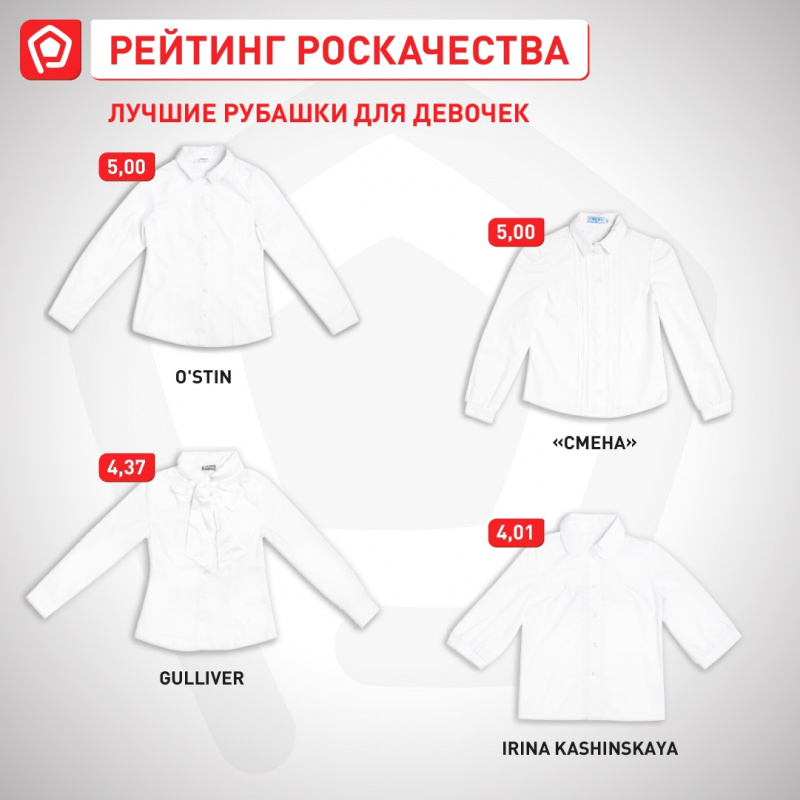 РЕЙТИНГ РОСКАЧЕСТВА
ЛУЧШИЕ РУБАШКИ ДЛЯ ДЕВОЧЕК
5,00
O'STIN
5,00
«СМЕНА»
4,37
GULLIVER
4,01
IRINA KASHINSKAYA